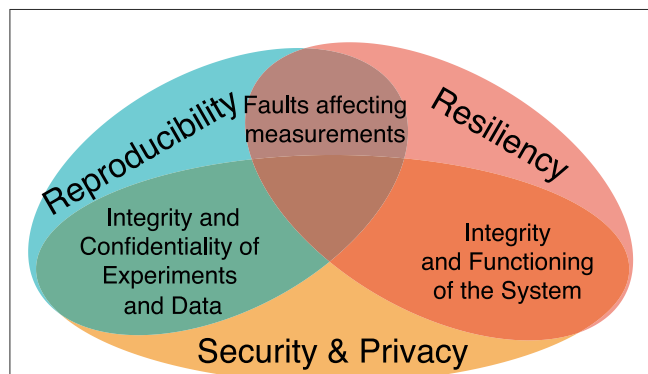 Reproducibility
Resiliency
Faults affecting
measurements
Integrity and
Confidentiality of
Experiments
and Data
Integrity
and Functioning
of the System
Security & Privacy